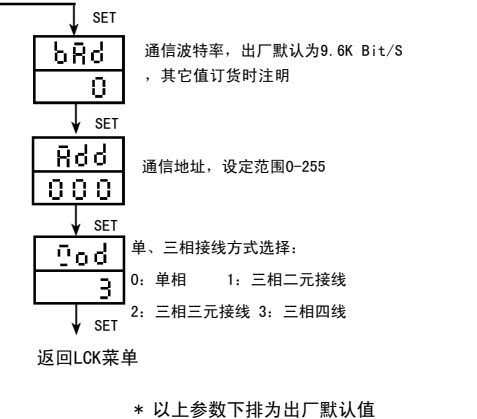 SET
bAd
通信波特率，出厂默认为9.6K Bit/S
0
，其它值订货时注明
SET
Add
通信地址，设定范围0-255
000
SET
nod
单、三相接线方式选择：
3
0：单相 1：三相二元接线
2：三相三元接线 3：三相四线
SET
返回LCK菜单
* 以上参数下排为出厂默认值